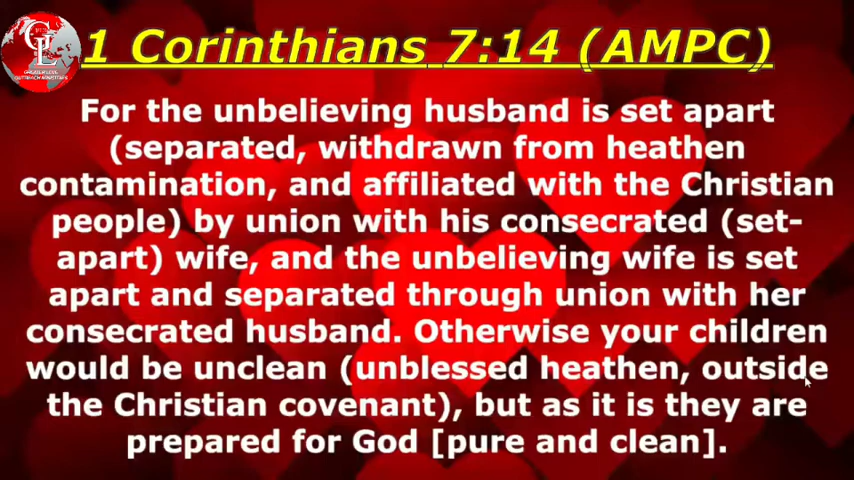 1 Corinthians 7:14 (AMPC)
For the unbelieving husband is set apart
(separated, withdrawn from heathen
contamination, and affiliated with the Christian
people) by union with his consecrated (set-
apart) wife, and the unbelieving wife is set
apart and separated through union with her
consecrated husband. Otherwise your children
would be unclean (unblessed heathen, outside
the Christian covenant), but as it is they are
prepared for God [pure and clean].